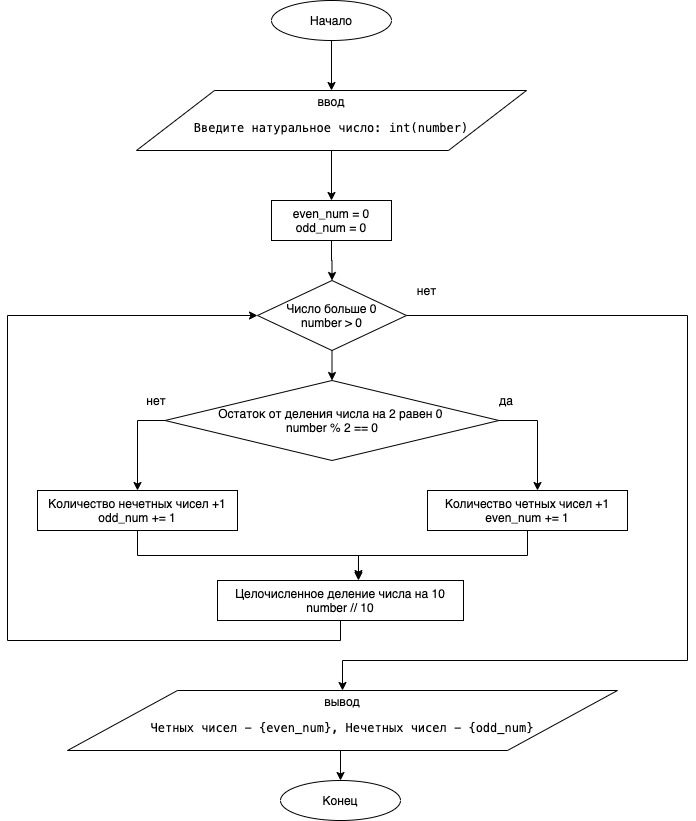 Начало
ввод
Введите натуральное число: int(number)
even_num = 0
odd_num = 0
нет
Число больше 0
number > 0
нет
да
Остаток от деления числа на 2 равен 0
number % 2 == 0
Количество нечетных чисел +1
odd_num += 1
Количество четных чисел +1
even_num += 1
Целочисленное деление числа на 10
number // 10
вывод
Четных чисел – {even_num}, Нечетных чисел – {odd_num}
Конец